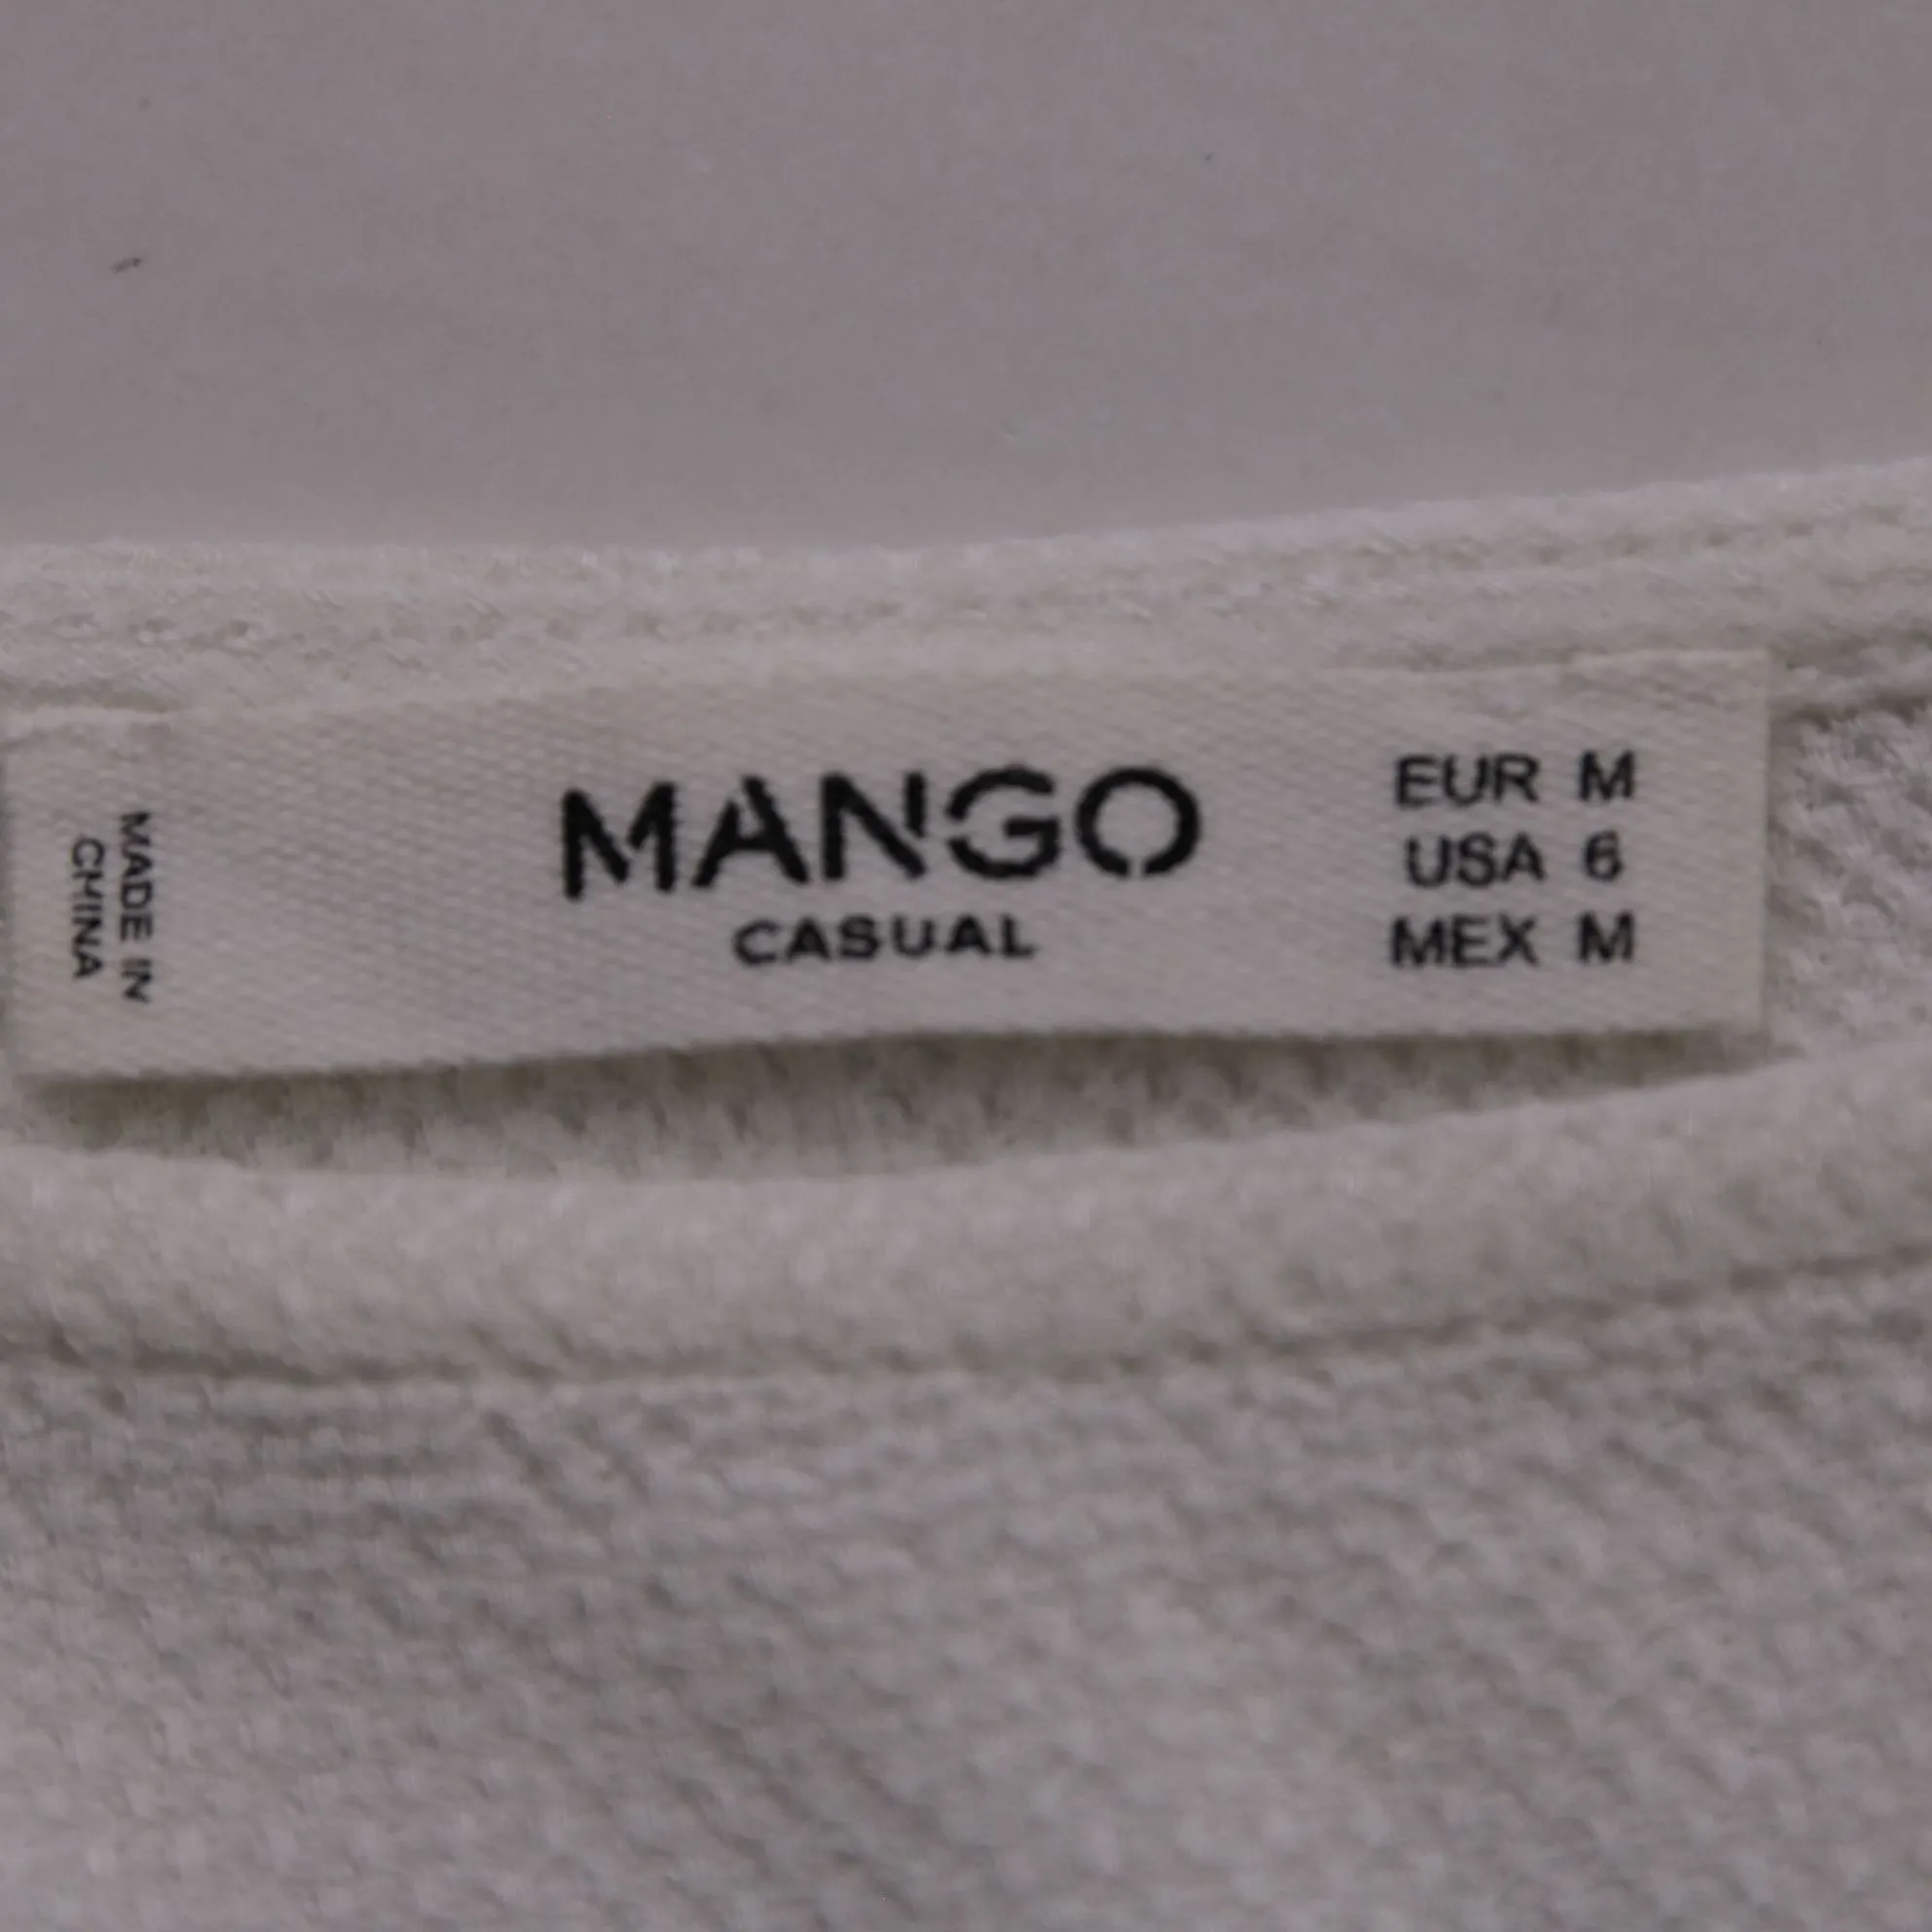 MADE IN
CHINA
MANGO
CASUAL
EUR M
USA 6
MEX M